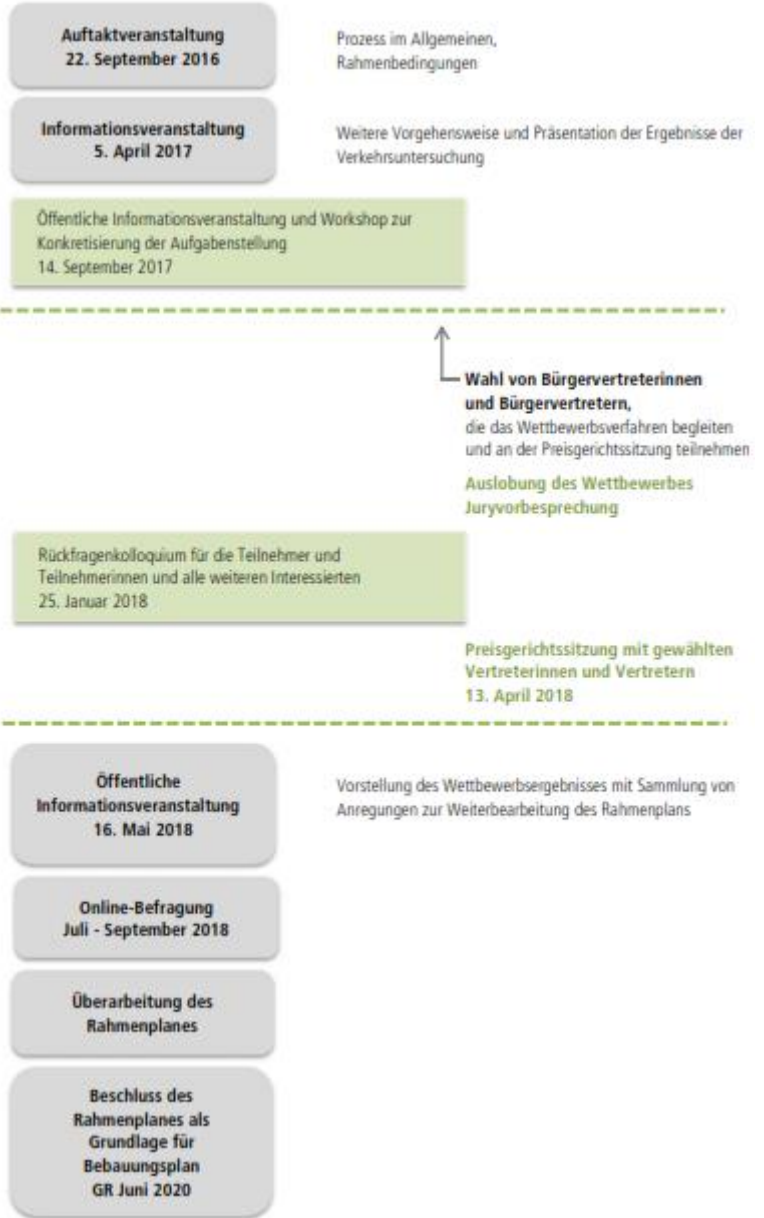 Auftaktveranstaltung
22. September 2016
Prozess im Allgemeinen,
Rahmenbedingungen
Informationsveranstaltung
5. April 2017
Weitere Vorgehensweise und Präsentation der Ergebnisse der
Verkehrsuntersuchung
Öffentliche Informationsveranstaltung und Workshop zur
Konkretisierung der Aufgabenstellung
14. September 2017
Wahl von Bürgervertreterinnen
und Bürgervertretern,
die das Wettbewerbsverfahren begleiten
und an der Preisgerichtssitzung teilnehmen
Auslobung des Wettbewerbes
Juryvorbesprechung
Rückfragenkolloquium für die Teilnehmer und
Teilnehmerinnen und alle weiteren Interessierten
25. Januar 2018
Preisgerichtssitzung mit gewählten
Vertreterinnen und Vertretern
13. April 2018
Öffentliche
Informationsveranstaltung
16. Mai 2018
Vorstellung des Wettbewerbsergebnisses mit Sammlung von
Anregungen zur Weiterbearbeitung des Rahmenplans
Online-Befragung
Juli - September 2018
Überarbeitung des
Rahmenplanes
Beschluss des
Rahmenplanes als
Grundlage für
Bebauungsplan
GR Juni 2020